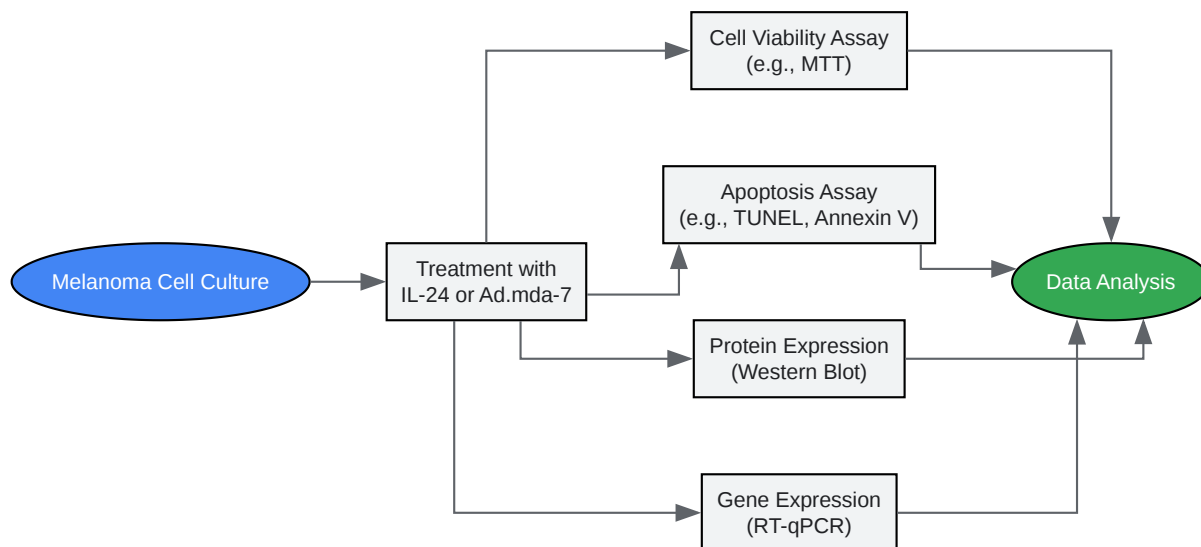 Melanoma Cell Culture
Treatment with
IL-24 or Ad.mda-7
Cell Viability Assay
(e.g., MTT)
Apoptosis Assay
(e.g., TUNEL, Annexin V)
Protein Expression
(Western Blot)
Gene Expression
(RT-qPCR)
Data Analysis